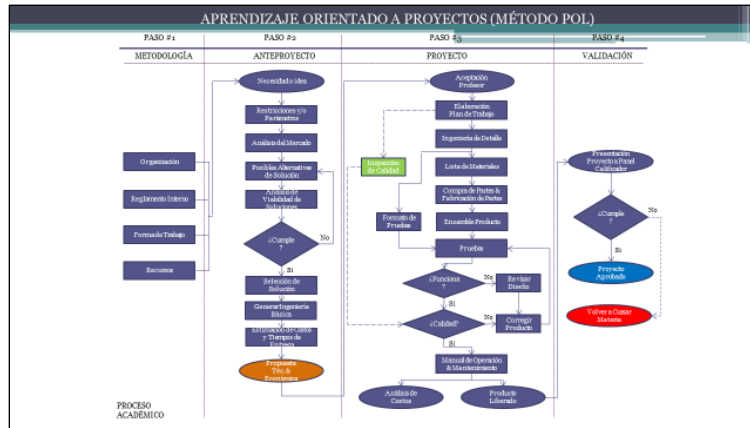 APRENDIZAJE ORIENTADO A PROYECTOS (MÉTODO POL)
PASO #1
PASO #2
PASO #3
PASO #4
METODOLOGÍA
ANTEPROYECTO
PROYECTO
VALIDACIÓN
Organización
Reglamento Interno
Forma de Trabajo
Recursos
Necesidad o idea
Restricciones y/o
Parámetros
Análisis del Mercado
Posibles Alternativas
de Solución
Análisis de
Viabilidad de
Soluciones
¿Cumple
?
No
Si
Selección de
Solución
Generar Ingeniería
Básica
Estimación de Costos
y Tiempos de
Entrega
Propuesta
Téc. &
Económica
Aceptación
Profesor
Elaboración
Plan de Trabajo
Ingeniería de Detalle
Inspección
de Calidad
Lista de Materiales
Compra de Partes &
Fabricación de Partes
Formato de
Pruebas
Ensamble Producto
Pruebas
¿Funciona
?
No
Revisar
Diseño
Si
¿Calidad?
No
Corregir
Producto
Si
Manual de Operación
& Mantenimiento
Análisis de
Costos
Producto
Liberado
Presentación
Proyecto a Panel
Calificador
¿Cumple
?
No
Si
Proyecto
Aprobado
Volver a Cursar
Materia
PROCESO
ACADÉMICO